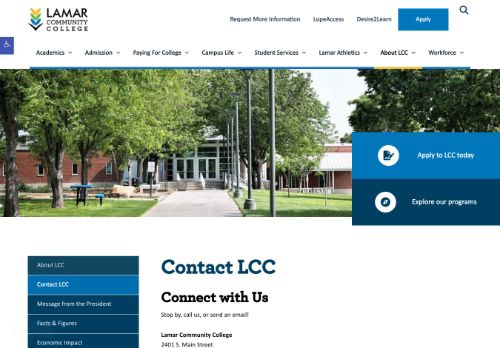 LAMAR
COMMUNITY
COLLEGE
Request More Information LopeAccess Desire2Learn Apply
Academics Admission Paying For College Campus Life Student Services Lamar Athletics About LCC Workforce
Apply to LCC today
Explore our programs
About LCC
Contact LCC
Message from the President
Facts & Figures
Economic Impact
Contact LCC
Connect with Us
Stop by, call us, or send an email!
Lamar Community College
2401 S. Main Street